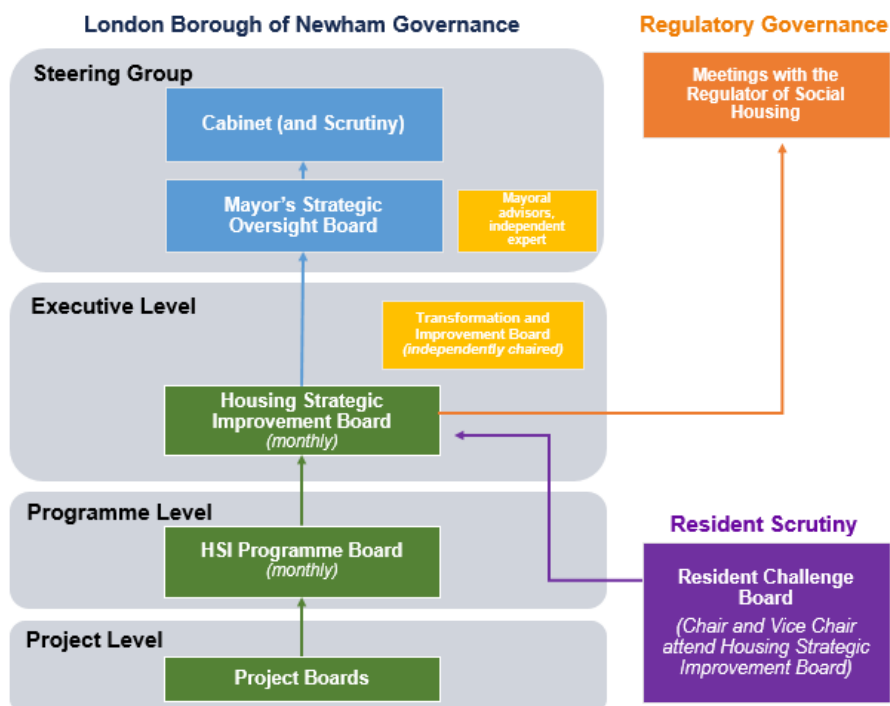 London Borough of Newham Governance
Steering Group
Cabinet (and Scrutiny)
Mayor's Strategic
Oversight Board
Mayoral
advisors,
independent
expert
Executive Level
Transformation and
Improvement Board
(independently chaired)
Housing Strategic
Improvement Board
(monthly)
Programme Level
HSI Programme Board
(monthly)
Project Level
Project Boards
Regulatory Governance
Meetings with the
Regulator of Social
Housing
Resident Scrutiny
Resident Challenge
Board
(Chair and Vice Chair
attend Housing Strategic
Improvement Board)